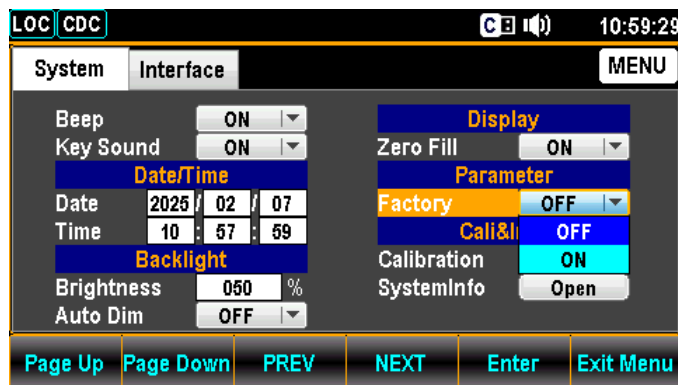 LOC CDC C 10:59:29
System Interface MENU
Beep ON
Key Sound ON
Date/Time
Date 2025 / 02 / 07
Time 10 : 57 : 59
Backlight
Brightness 050 %
Auto Dim OFF
Display
Zero Fill ON
Parameter
Factory OFF
OFF
ON
Calibration
SystemInfo Open
Page Up Page Down PREV NEXT Enter Exit Menu